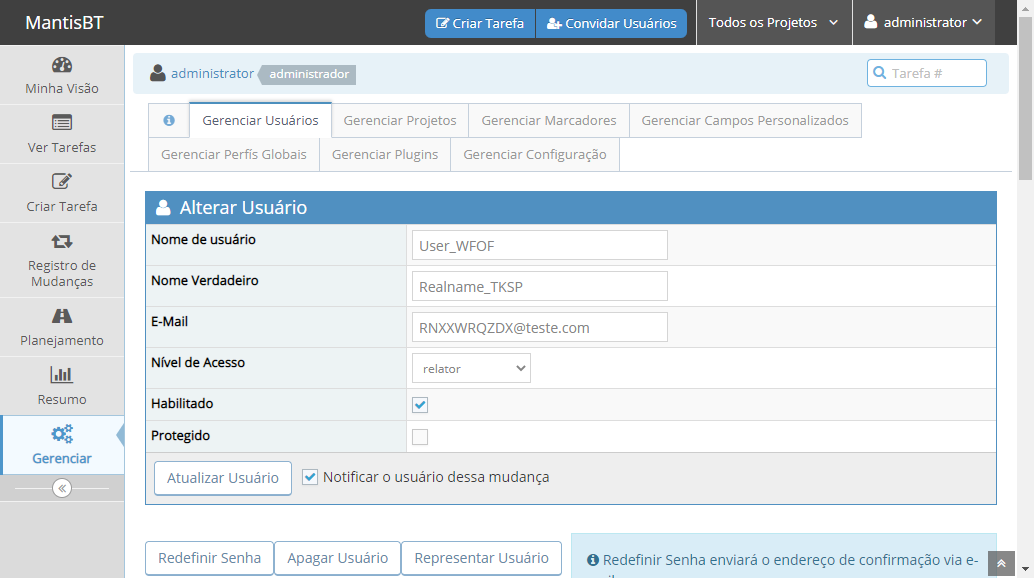 MantisBT
Criar Tarefa
Convidar Usuários
Todos os Projetos
administrator
Minha Visão
Ver Tarefas
Criar Tarefa
Registro de
Mudanças
Planejamento
Resumo
Gerenciar
administrator administrador
Tarefa #
Gerenciar Usuários Gerenciar Projetos Gerenciar Marcadores Gerenciar Campos Personalizados
Gerenciar Perfís Globais Gerenciar Plugins Gerenciar Configuração
Alterar Usuário
Nome de usuário User_WFOF
Nome Verdadeiro Realname_TKSP
E-Mail RNXXWRQZDX@teste.com
Nível de Acesso relator
Habilitado
Protegido
Atualizar Usuário Notificar o usuário dessa mudança
Redefinir Senha Apagar Usuário Representar Usuário
Redefinir Senha enviará o endereço de confirmação via e-